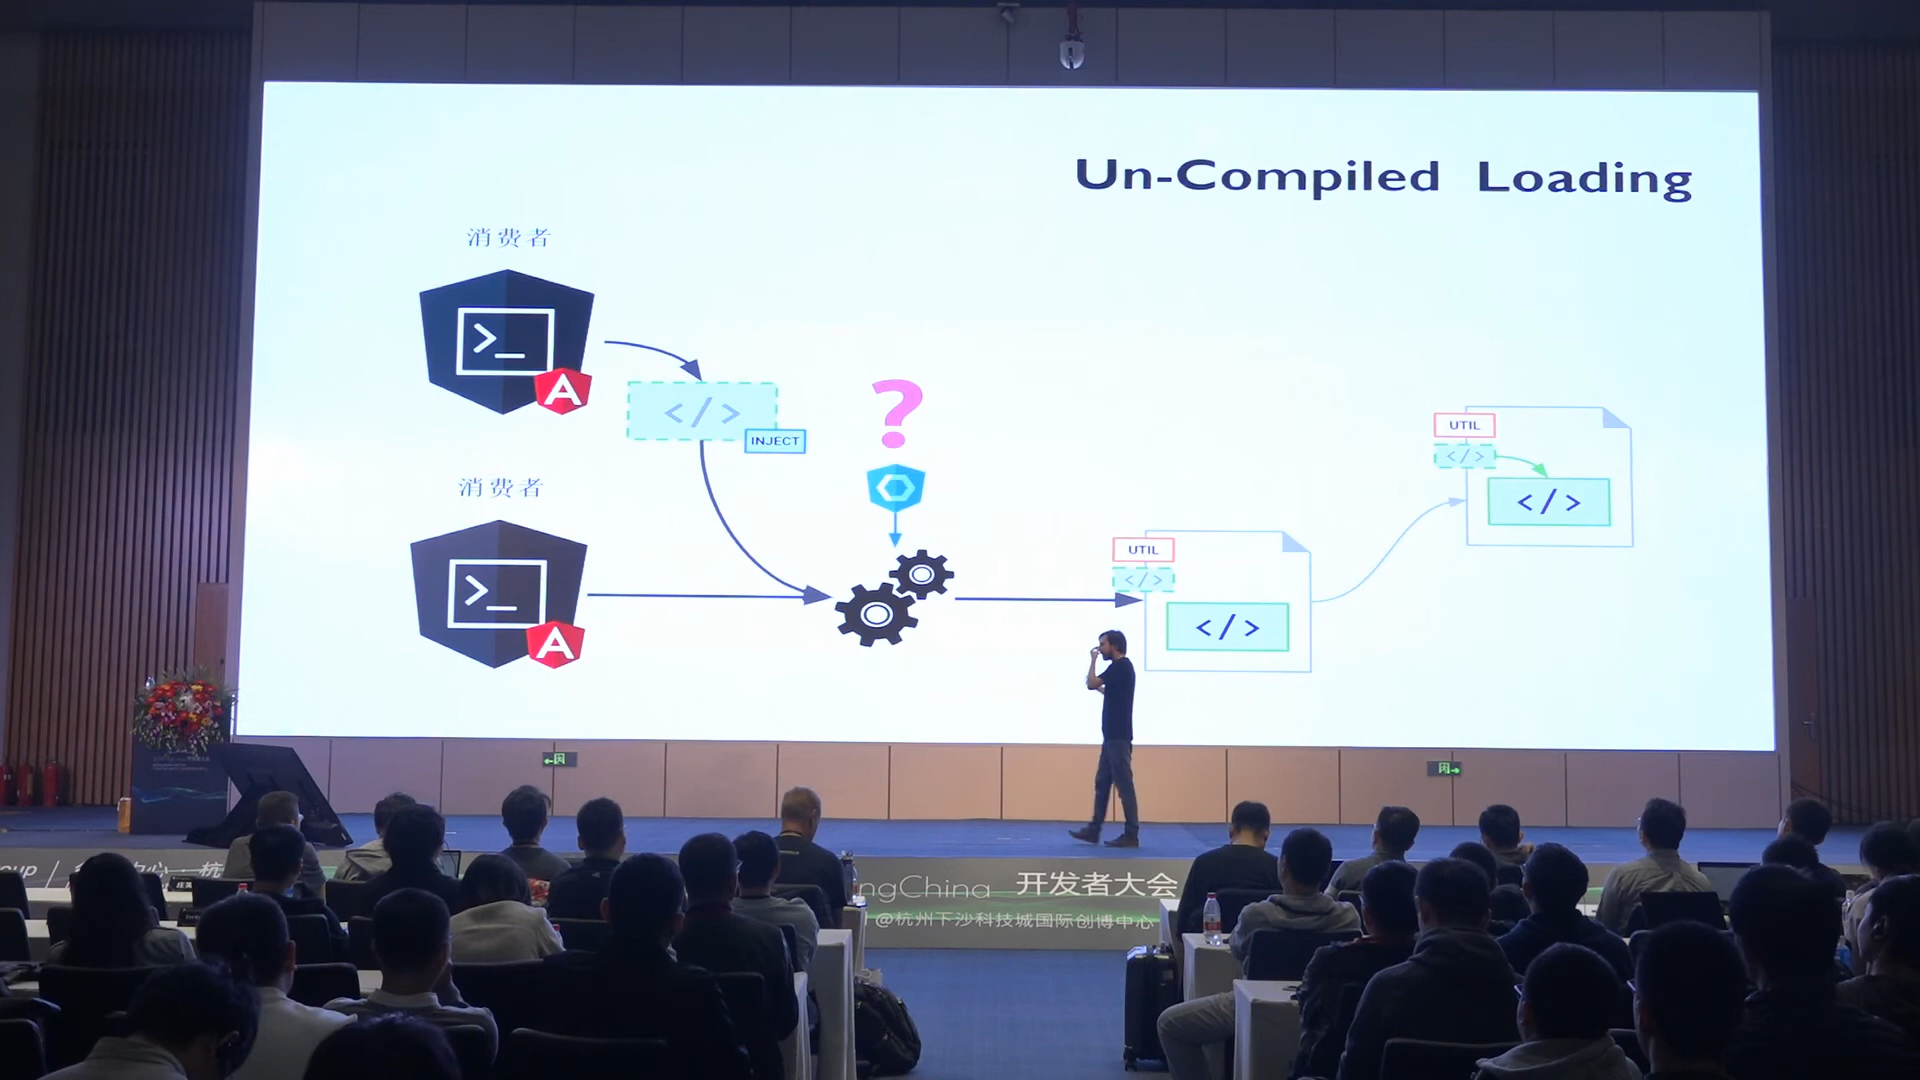 Un-Compiled Loading
消费者
>_
A
</>
INJECT
?
消费者
>_
A
UTIL
</>
</>
UTIL
</>
</>
ngChina 开发者大会
@杭州下沙科技城国际创博中心